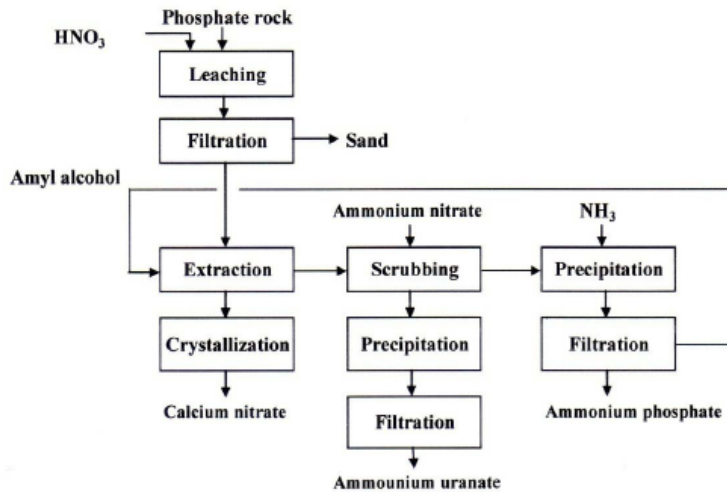 Phosphate rock
HNO3
Leaching
Filtration
Sand
Amyl alcohol
Ammonium nitrate
NH3
Extraction
Scrubbing
Precipitation
Crystallization
Precipitation
Filtration
Calcium nitrate
Filtration
Ammonium phosphate
Ammounium uranate